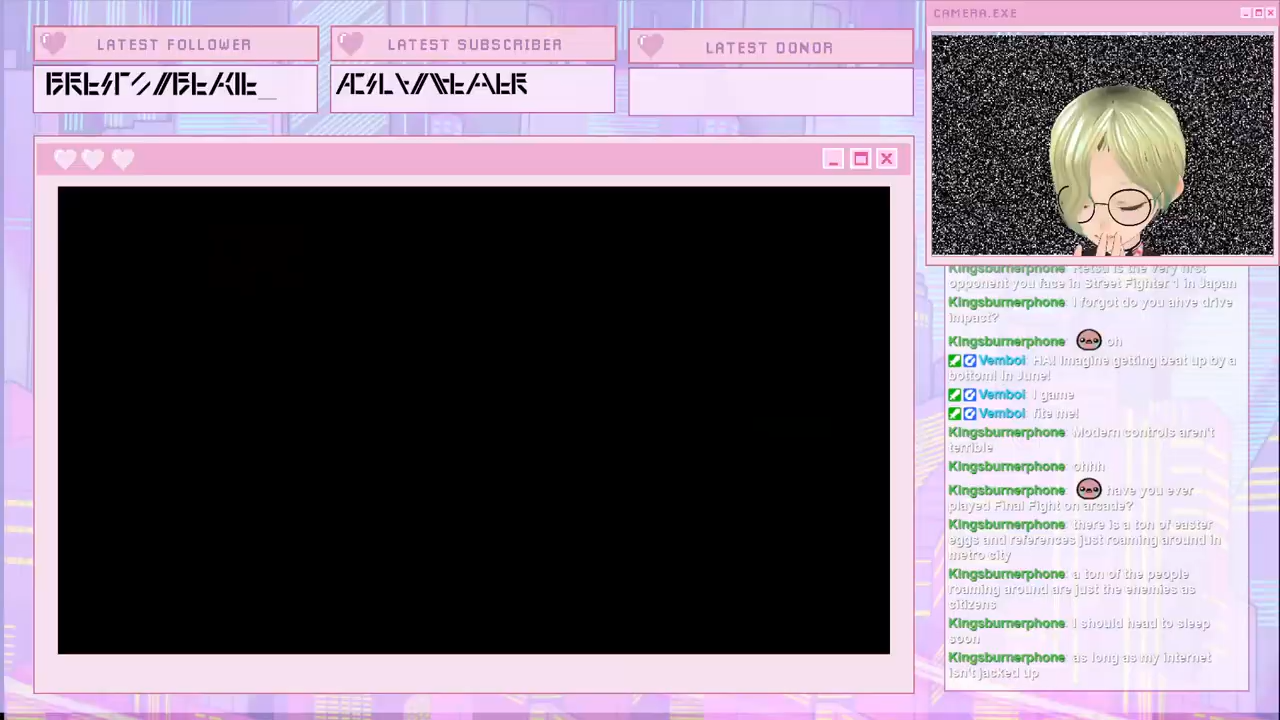 CAMERA.EXE
LATEST FOLLOWER
LATEST SUBSCRIBER
LATEST DONOR
Kingsburnerphone: Retsu is the very first
opponent you face in Street Fighter 1 in Japan
Kingsburnerphone: I forgot do you ahve drive
impact?
Kingsburnerphone: oh
Vemboi: HA! Imagine getting beat up by a
bottom! In June!
Vemboi: I game
Vemboi: fite me!
Kingsburnerphone: Modern controls aren't
terrible
Kingsburnerphone: ohhh
Kingsburnerphone: have you ever
played Final Fight on arcade?
Kingsburnerphone: there is a ton of easter
eggs and references just roaming around in
metro city
Kingsburnerphone: a ton of the people
roaming around are just the enemies as
citizens
Kingsburnerphone: I should head to sleep
soon
Kingsburnerphone: as long as my internet
isn't jacked up